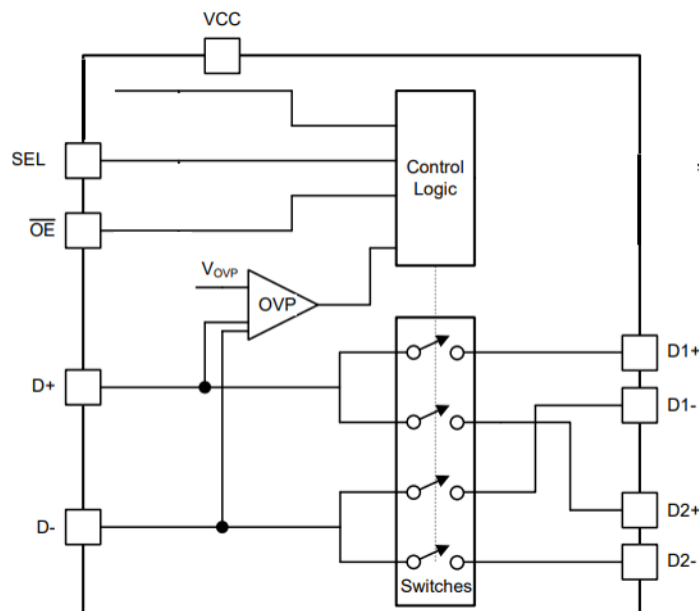 VCC
SEL
Control
Logic
OE
VOVP
OVP
D+
D1+
D1-
D2+
D-
D2-
Switches